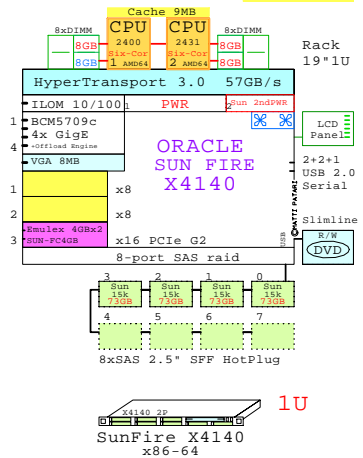 Cache 9MB
8xDIMM
CPU
CPU
8xDIMM
2400
2431
Rack
8GB
Six-Cor
Six-Cor
8GB
19"1U
8GB
1 AMD64
2 AMD64
8GB
HyperTransport 3.0 57GB/s
ILOM 10/100
1
PWR
2
Sun 2ndPWR
1
BCM5709c
4x GigE
4
+Offload Engine
LCD
Panel
ORACLE
SUN FIRE
X4140
VGA 8MB
2+2+1
USB 2.0
Serial
1
x8
2
x8
©MATTI PATARI
Slimline
Emulex 4GBx2
3
SUN-FC4GB
x16 PCIe G2
USB
R/W
DVD
8-port SAS raid
3
2
1
0
Sun
Sun
Sun
Sun
15k
15k
15k
15k
73GB
73GB
73GB
73GB
4
5
6
7
8xSAS 2.5" SFF HotPlug
X4140 2P
1U
SunFire X4140
x86-64